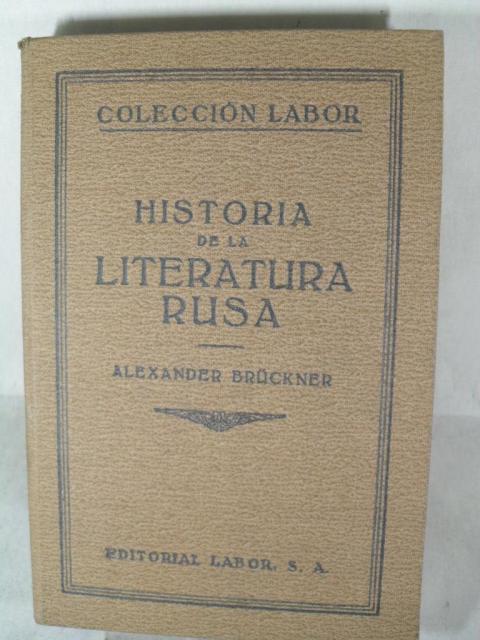 COLECCIÓN LABOR
HISTORIA
DE LA
LITERATURA
RUSA
ALEXANDER BRÜCKNER
EDITORIAL LABOR, S. A.